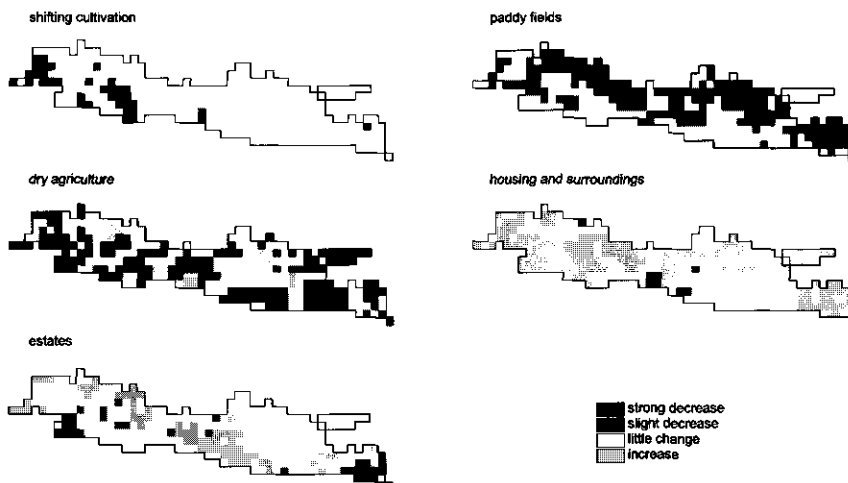 shifting cultivation
paddy fields
dry agriculture
housing and surroundings
estates
strong decrease
slight decrease
little change
increase